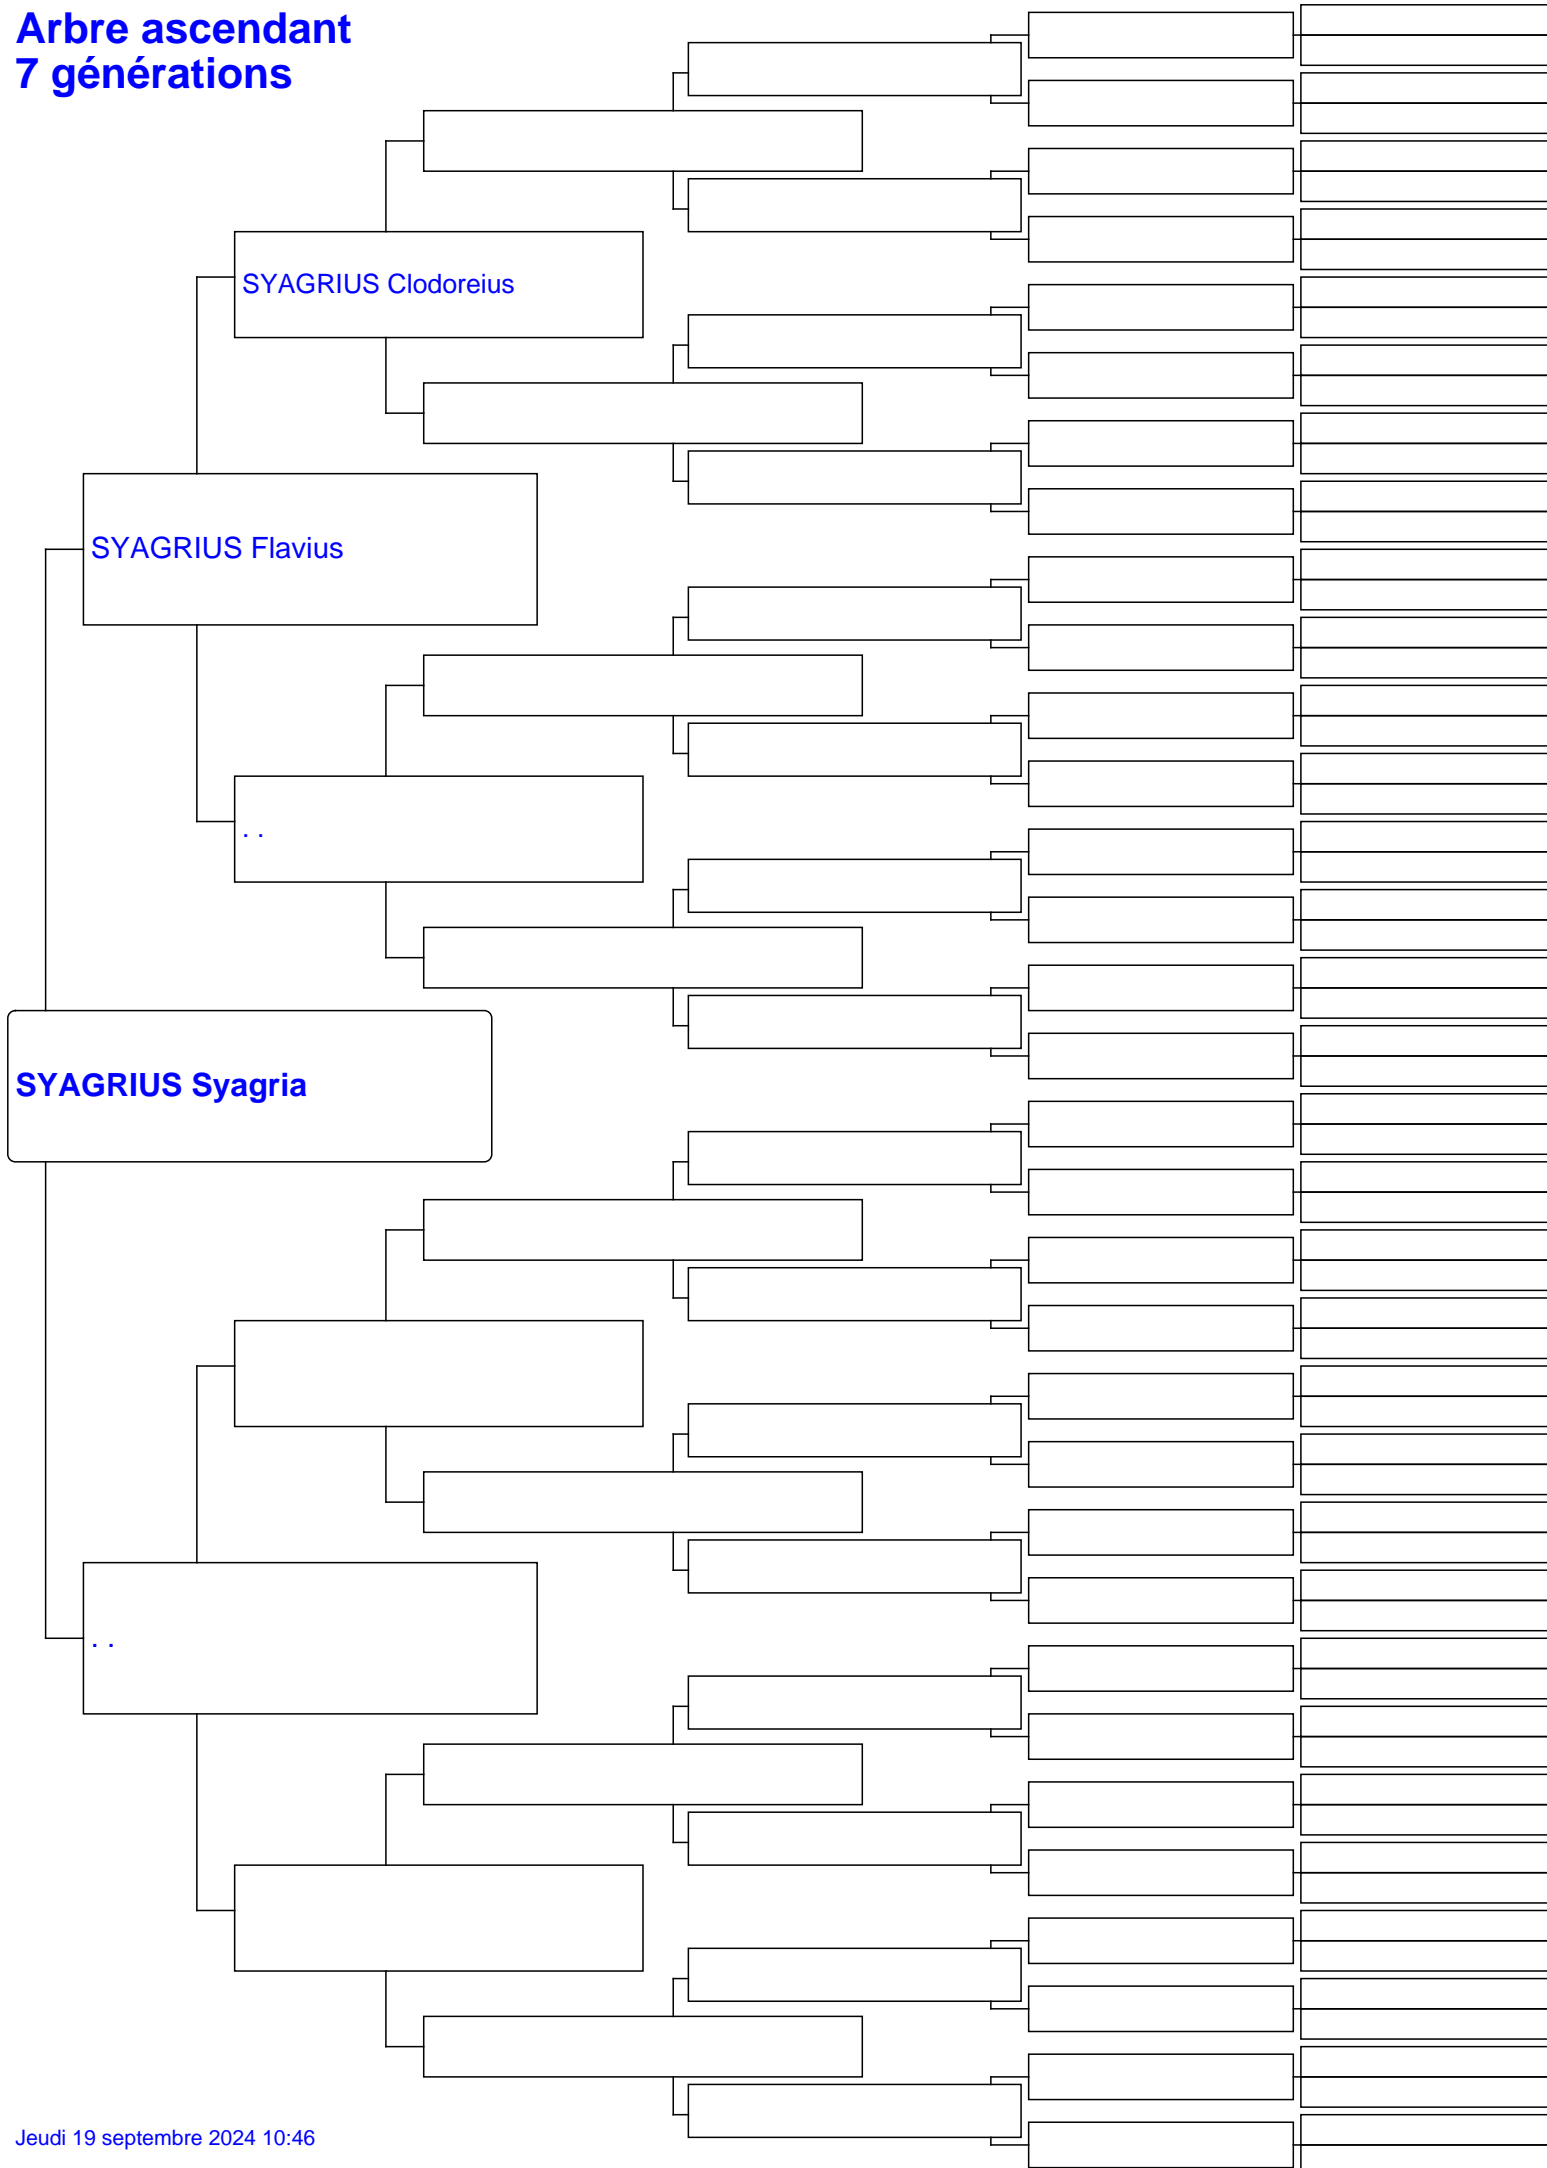 Arbre ascendant
7 générations
SYAGRIUS Clodoreius
SYAGRIUS Flavius
. .
SYAGRIUS Syagria
. .
Jeudi 19 septembre 2024 10:46